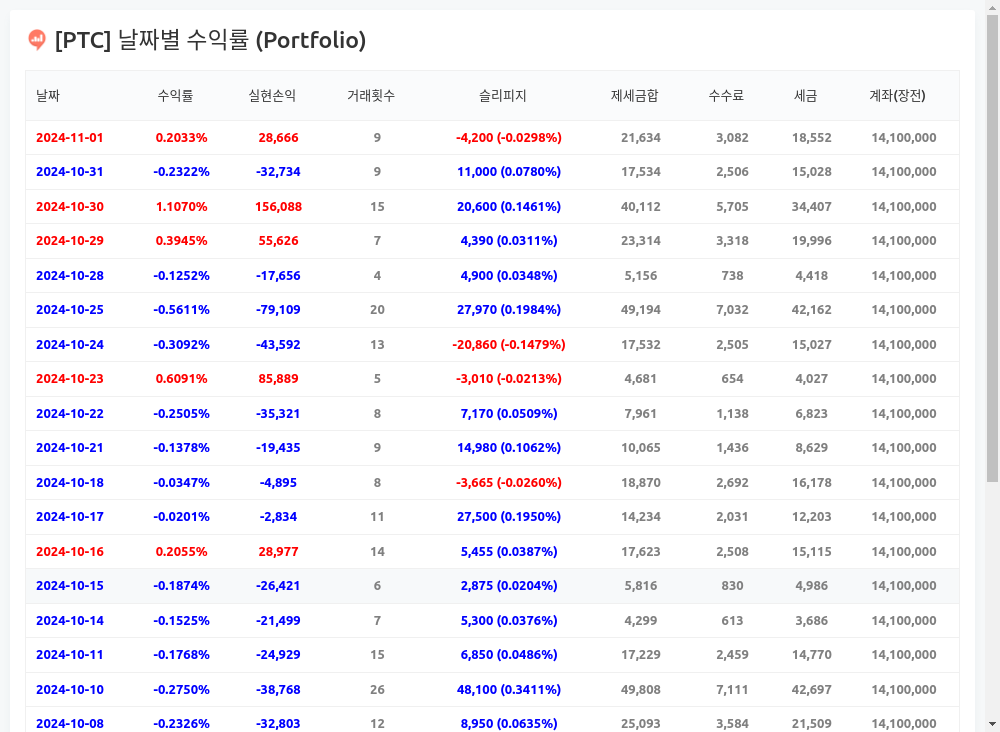 [PTC] 날짜별 수익률 (Portfolio)
날짜 수익률 실현손익 거래횟수 슬리피지 제세금합 수수료 세금 계좌(장전)
2024-11-01 0.2033% 28,666 9 -4,200 (-0.0298%) 21,634 3,082 18,552 14,100,000
2024-10-31 -0.2322% -32,734 9 11,000 (0.0780%) 17,534 2,506 15,028 14,100,000
2024-10-30 1.1070% 156,088 15 20,600 (0.1461%) 40,112 5,705 34,407 14,100,000
2024-10-29 0.3945% 55,626 7 4,390 (0.0311%) 23,314 3,318 19,996 14,100,000
2024-10-28 -0.1252% -17,656 4 4,900 (0.0348%) 5,156 738 4,418 14,100,000
2024-10-25 -0.5611% -79,109 20 27,970 (0.1984%) 49,194 7,032 42,162 14,100,000
2024-10-24 -0.3092% -43,592 13 -20,860 (-0.1479%) 17,532 2,505 15,027 14,100,000
2024-10-23 0.6091% 85,889 5 -3,010 (-0.0213%) 4,681 654 4,027 14,100,000
2024-10-22 -0.2505% -35,321 8 7,170 (0.0509%) 7,961 1,138 6,823 14,100,000
2024-10-21 -0.1378% -19,435 9 14,980 (0.1062%) 10,065 1,436 8,629 14,100,000
2024-10-18 -0.0347% -4,895 8 -3,665 (-0.0260%) 18,870 2,692 16,178 14,100,000
2024-10-17 -0.0201% -2,834 11 27,500 (0.1950%) 14,234 2,031 12,203 14,100,000
2024-10-16 0.2055% 28,977 14 5,455 (0.0387%) 17,623 2,508 15,115 14,100,000
2024-10-15 -0.1874% -26,421 6 2,875 (0.0204%) 5,816 830 4,986 14,100,000
2024-10-14 -0.1525% -21,499 7 5,300 (0.0376%) 4,299 613 3,686 14,100,000
2024-10-11 -0.1768% -24,929 15 6,850 (0.0486%) 17,229 2,459 14,770 14,100,000
2024-10-10 -0.2750% -38,768 26 48,100 (0.3411%) 49,808 7,111 42,697 14,100,000
2024-10-08 -0.2326% -32,803 12 8,950 (0.0635%) 25,093 3,584 21,509 14,100,000